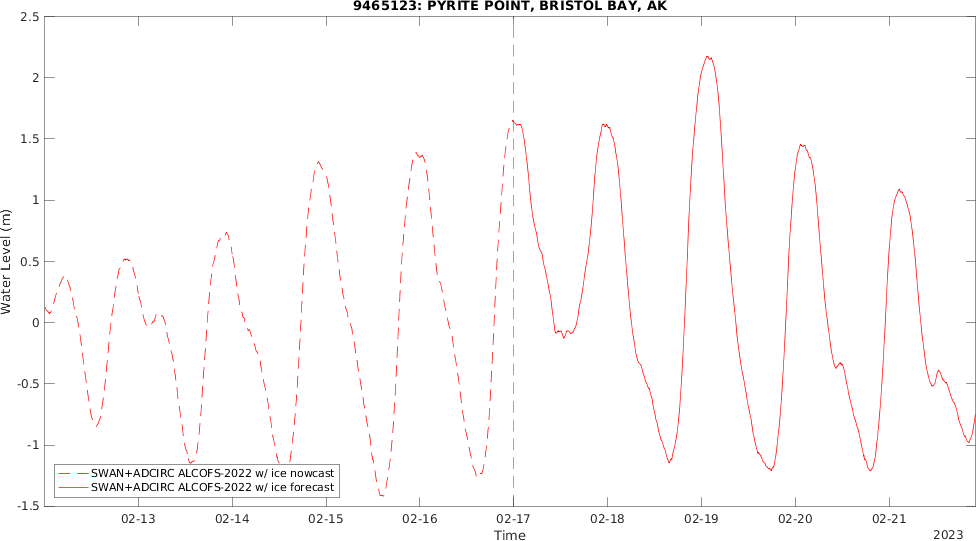 9465123: PYRITE POINT, BRISTOL BAY, AK
2.5
2
1.5
1
0.5
0
-0.5
-1
-1.5
Water Level (m)
SWAN+ADCIRC ALCOFS-2022 w/ ice nowcast
SWAN+ADCIRC ALCOFS-2022 w/ ice forecast
02-13 02-14 02-15 02-16 02-17 02-18 02-19 02-20 02-21
Time
2023